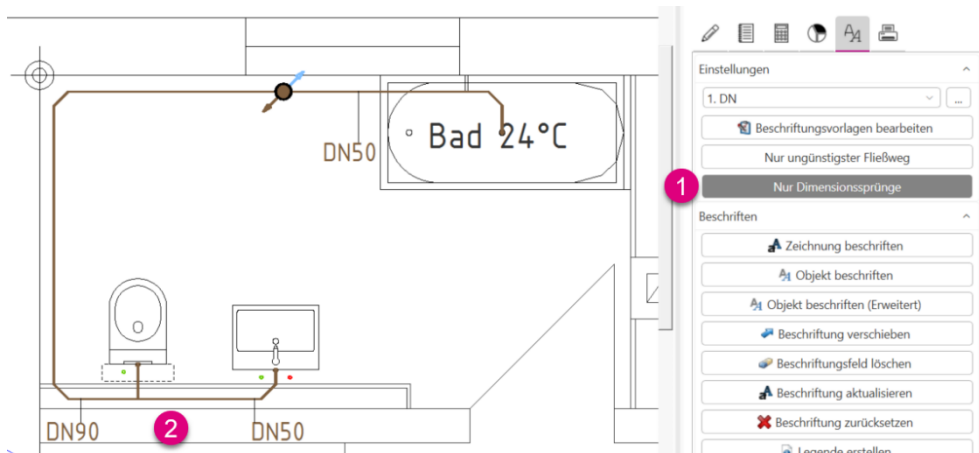 Einstellungen
1. DN
...
Beschriftungsvorlagen bearbeiten
Nur ungünstigster Fließweg
1
Nur Dimensionssprünge
Beschriften
Zeichnung beschriften
Objekt beschriften
Objekt beschriften (Erweitert)
Beschriftung verschieben
Beschriftungsfeld löschen
Beschriftung aktualisieren
Beschriftung zurücksetzen
Legende erstellen
DN50
Bad 24°C
DN90
2
DN50